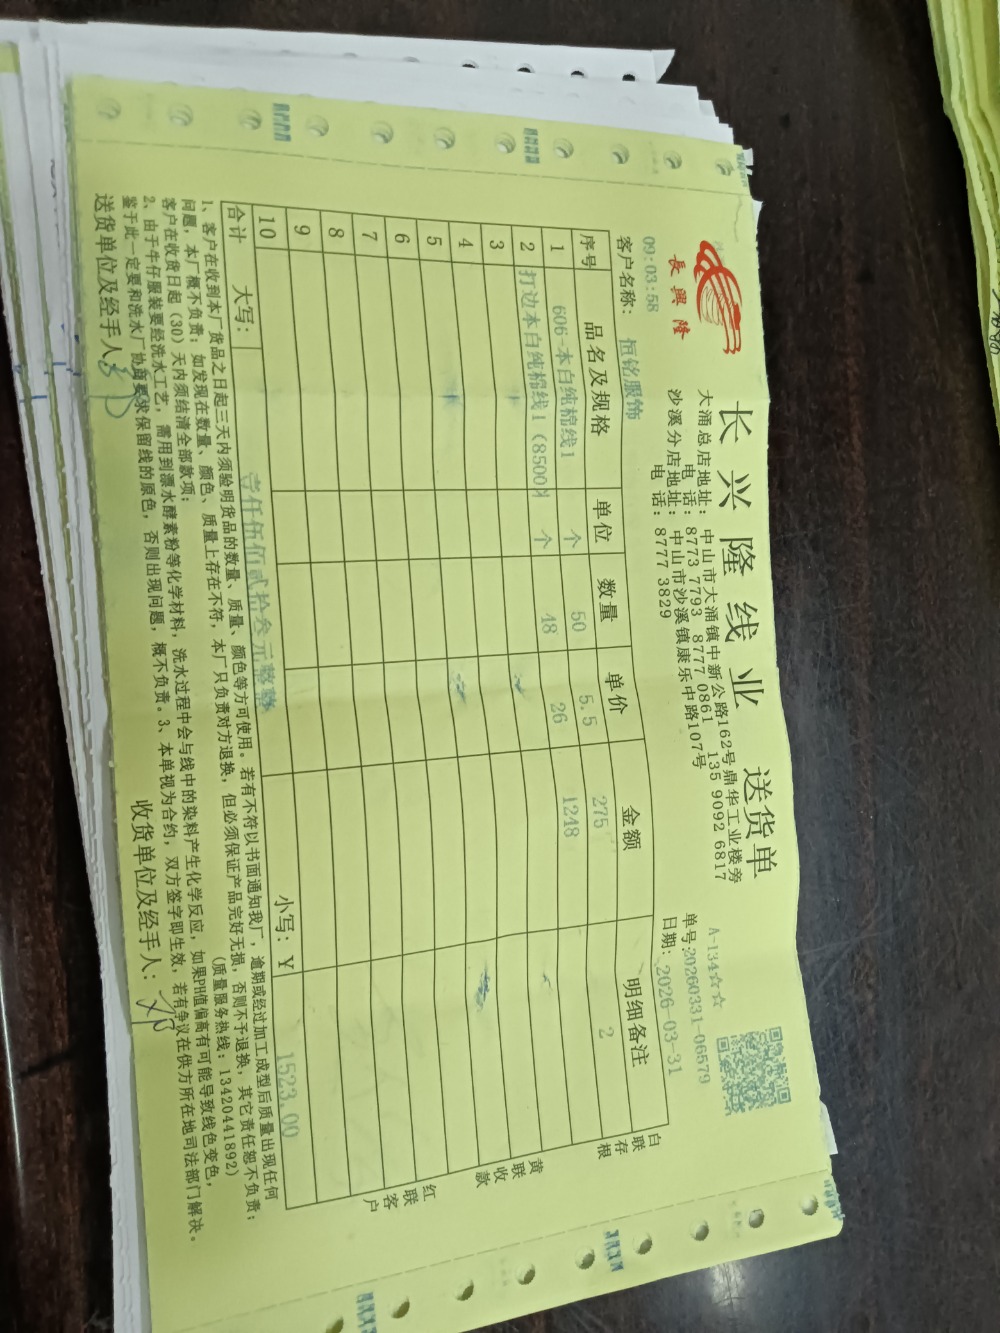 長興隆
长兴隆线业 送货单
大涌总店地址：中山市大涌镇中新公路162号鼎华工业楼旁
电话：8773 7793 8777 0861 135 9092 6817
沙溪分店地址：中山市沙溪镇康乐中路107号
电话：8777 3829
A-134☆☆☆
单号:20260331-06579
日期：2026-03-31
09:03:58
客户名称：恒铭服饰
序号 品名及规格 单位 数量 单价 金额 明细备注
1 606-本白纯棉线1 个 50 5.5 275 2
2 打边本白纯棉线1（8500 个 48 26 1248
3
4
5
6
7
8
9
10
合计 大写：壹仟伍佰贰拾叁元整 小写：￥ 1523.00
白联存根
黄联收款
红联客户
1、客户在收到本厂货品之日起三天内须验明货品的数量、质量、颜色等方可使用。若有不符以书面通知我厂，逾期或经过加工成型后质量出现任何
问题，本厂概不负责；如发现在数量、颜色、质量上存在不符，本厂只负责对方退换，但必须保证产品完好无损，否则不予退换，其它责任恕不负责；
客户在收货日起（30）天内须结清全部款项； （质量服务热线：13420441892）
2、由于牛仔服装要经洗水工艺，需用到漂水酵素粉等化学材料，洗水过程中会与线中的染料产生化学反应，如果PH值偏高有可能导致线色变色，
鉴于此一定要和洗水厂协商要求保留线的原色，否则出现问题，概不负责。3、本单视为合约，双方签字即生效，若有争议在供方所在地司法部门解决。
送货单位及经手人： 收货单位及经手人：